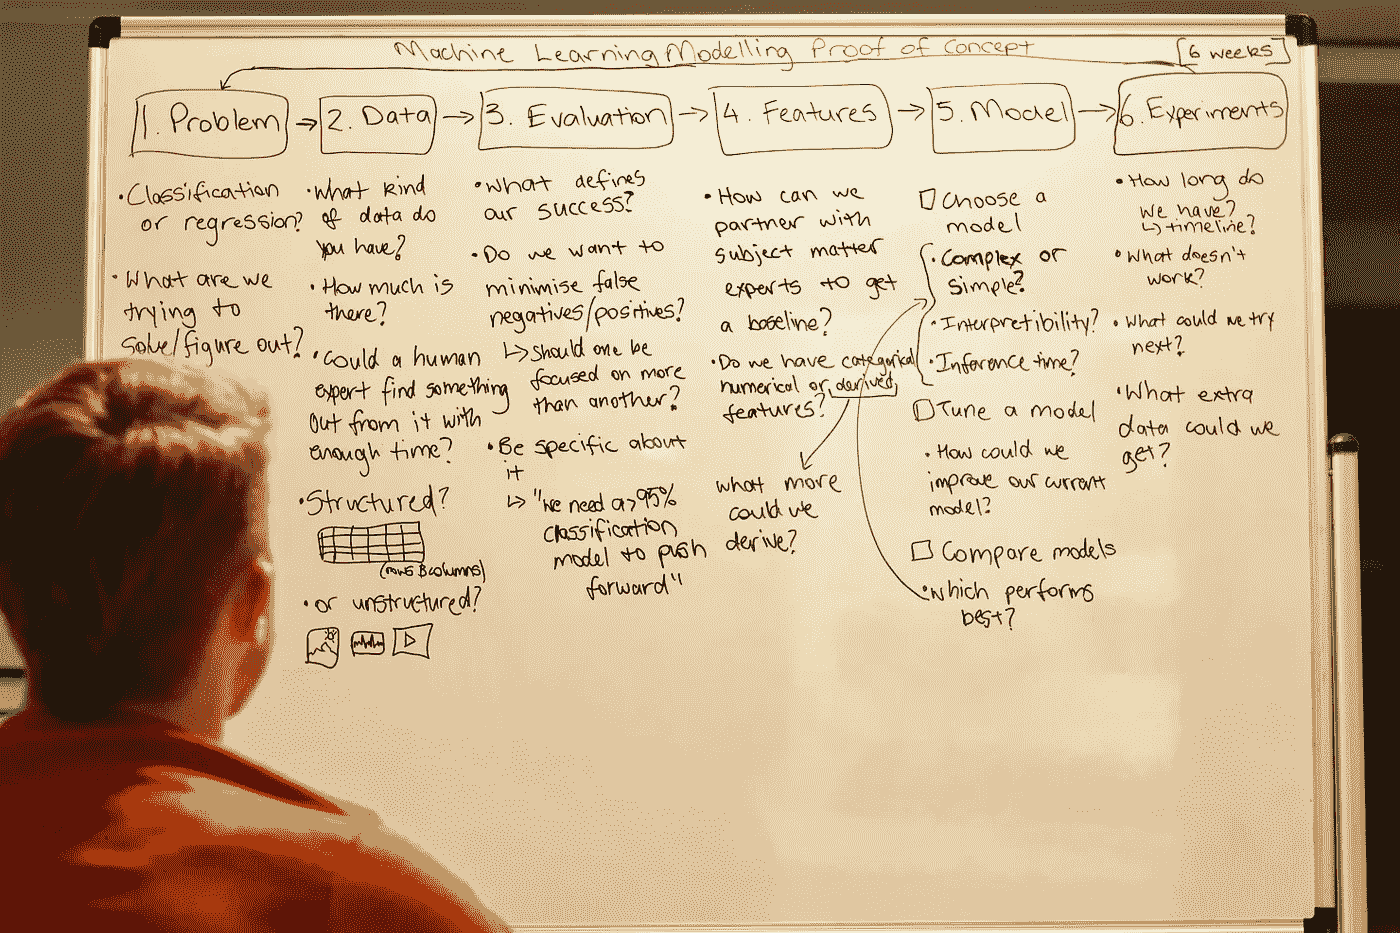 Machine Learning Modelling Proof of Concept
[6 weeks]
1. Problem
2. Data
3. Evaluation
4. Features
5. Model
6. Experiments
• Classification
or regression?
• What are we
trying to
solve/figure out?
• What kind
of data do
you have?
• How much is
there?
• Could a human
expert find something
out from it with
enough time?
• Structured?
(rows & columns)
• or unstructured?
• What defines
our success?
• Do we want to
minimise false
negatives/positives?
↳ Should one be
focused on more
than another?
• Be specific about
it
↳ "We need a >95%
classification
model to push
forward"
• How can we
partner with
subject matter
experts to get
a baseline?
• Do we have categorical
numerical or derived
features?
what more
could we
derive?
Choose a
model
• Complex or
Simple?
• Interpretibility?
• Inference time?
Tune a model
• How could we
improve our current
model?
Compare models
• Which performs
best?
• How long do
we have?
↳ timeline?
• What doesn't
work?
• What could we try
next?
• What extra
data could we
get?